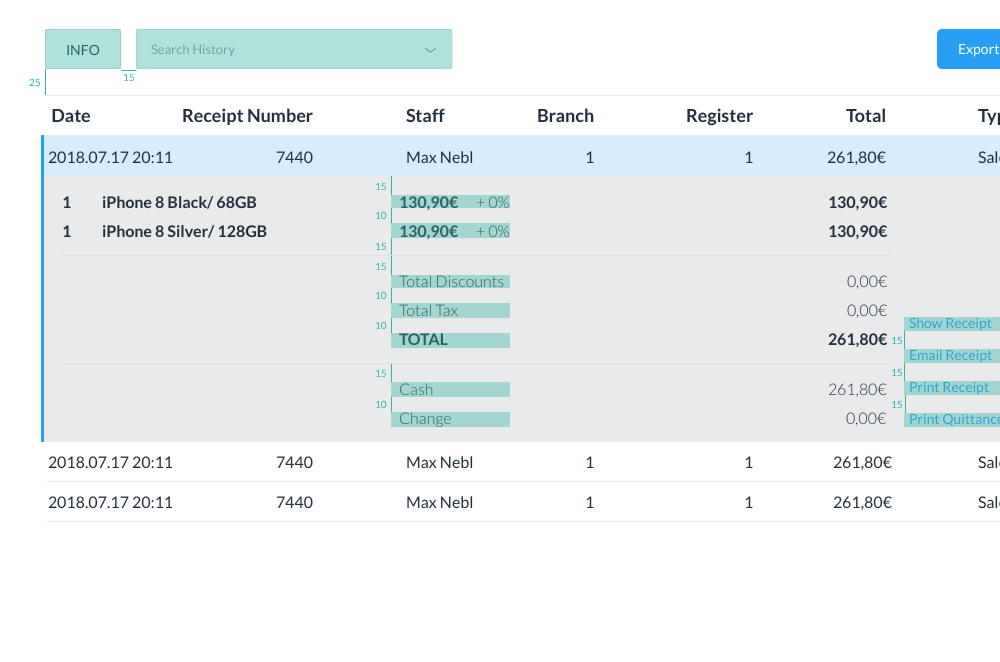 INFO Search History Export
25 15
Date Receipt Number Staff Branch Register Total
2018.07.17 20:11 7440 Max Nebl 1 1 261,80€
15
1 iPhone 8 Black/ 68GB 130,90€ + 0% 130,90€
10
1 iPhone 8 Silver/ 128GB 130,90€ + 0% 130,90€
15
15
Total Discounts 0,00€
10
Total Tax 0,00€
Show Receipt
10
TOTAL 261,80€ 15
Email Receipt
15 15
Cash 261,80€ Print Receipt
10 15
Change 0,00€ Print Quittance
2018.07.17 20:11 7440 Max Nebl 1 1 261,80€
2018.07.17 20:11 7440 Max Nebl 1 1 261,80€